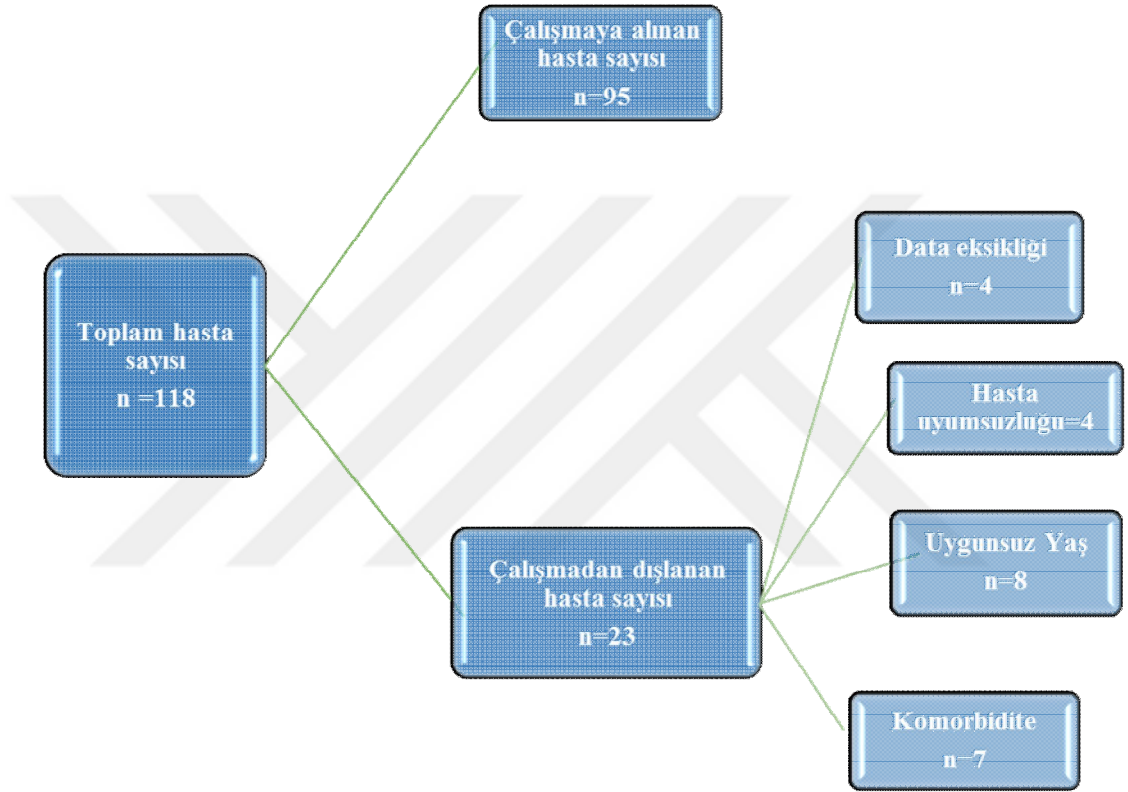 Çalışmaya alınan
hasta sayısı
n=95
Toplam hasta
sayısı
n =118
Çalışmadan dışlanan
hasta sayısı
n=23
Data eksikliği
n=4
Hasta
uyumsuzluğu=4
Uygunsuz Yaş
n=8
Komorbidite
n=7